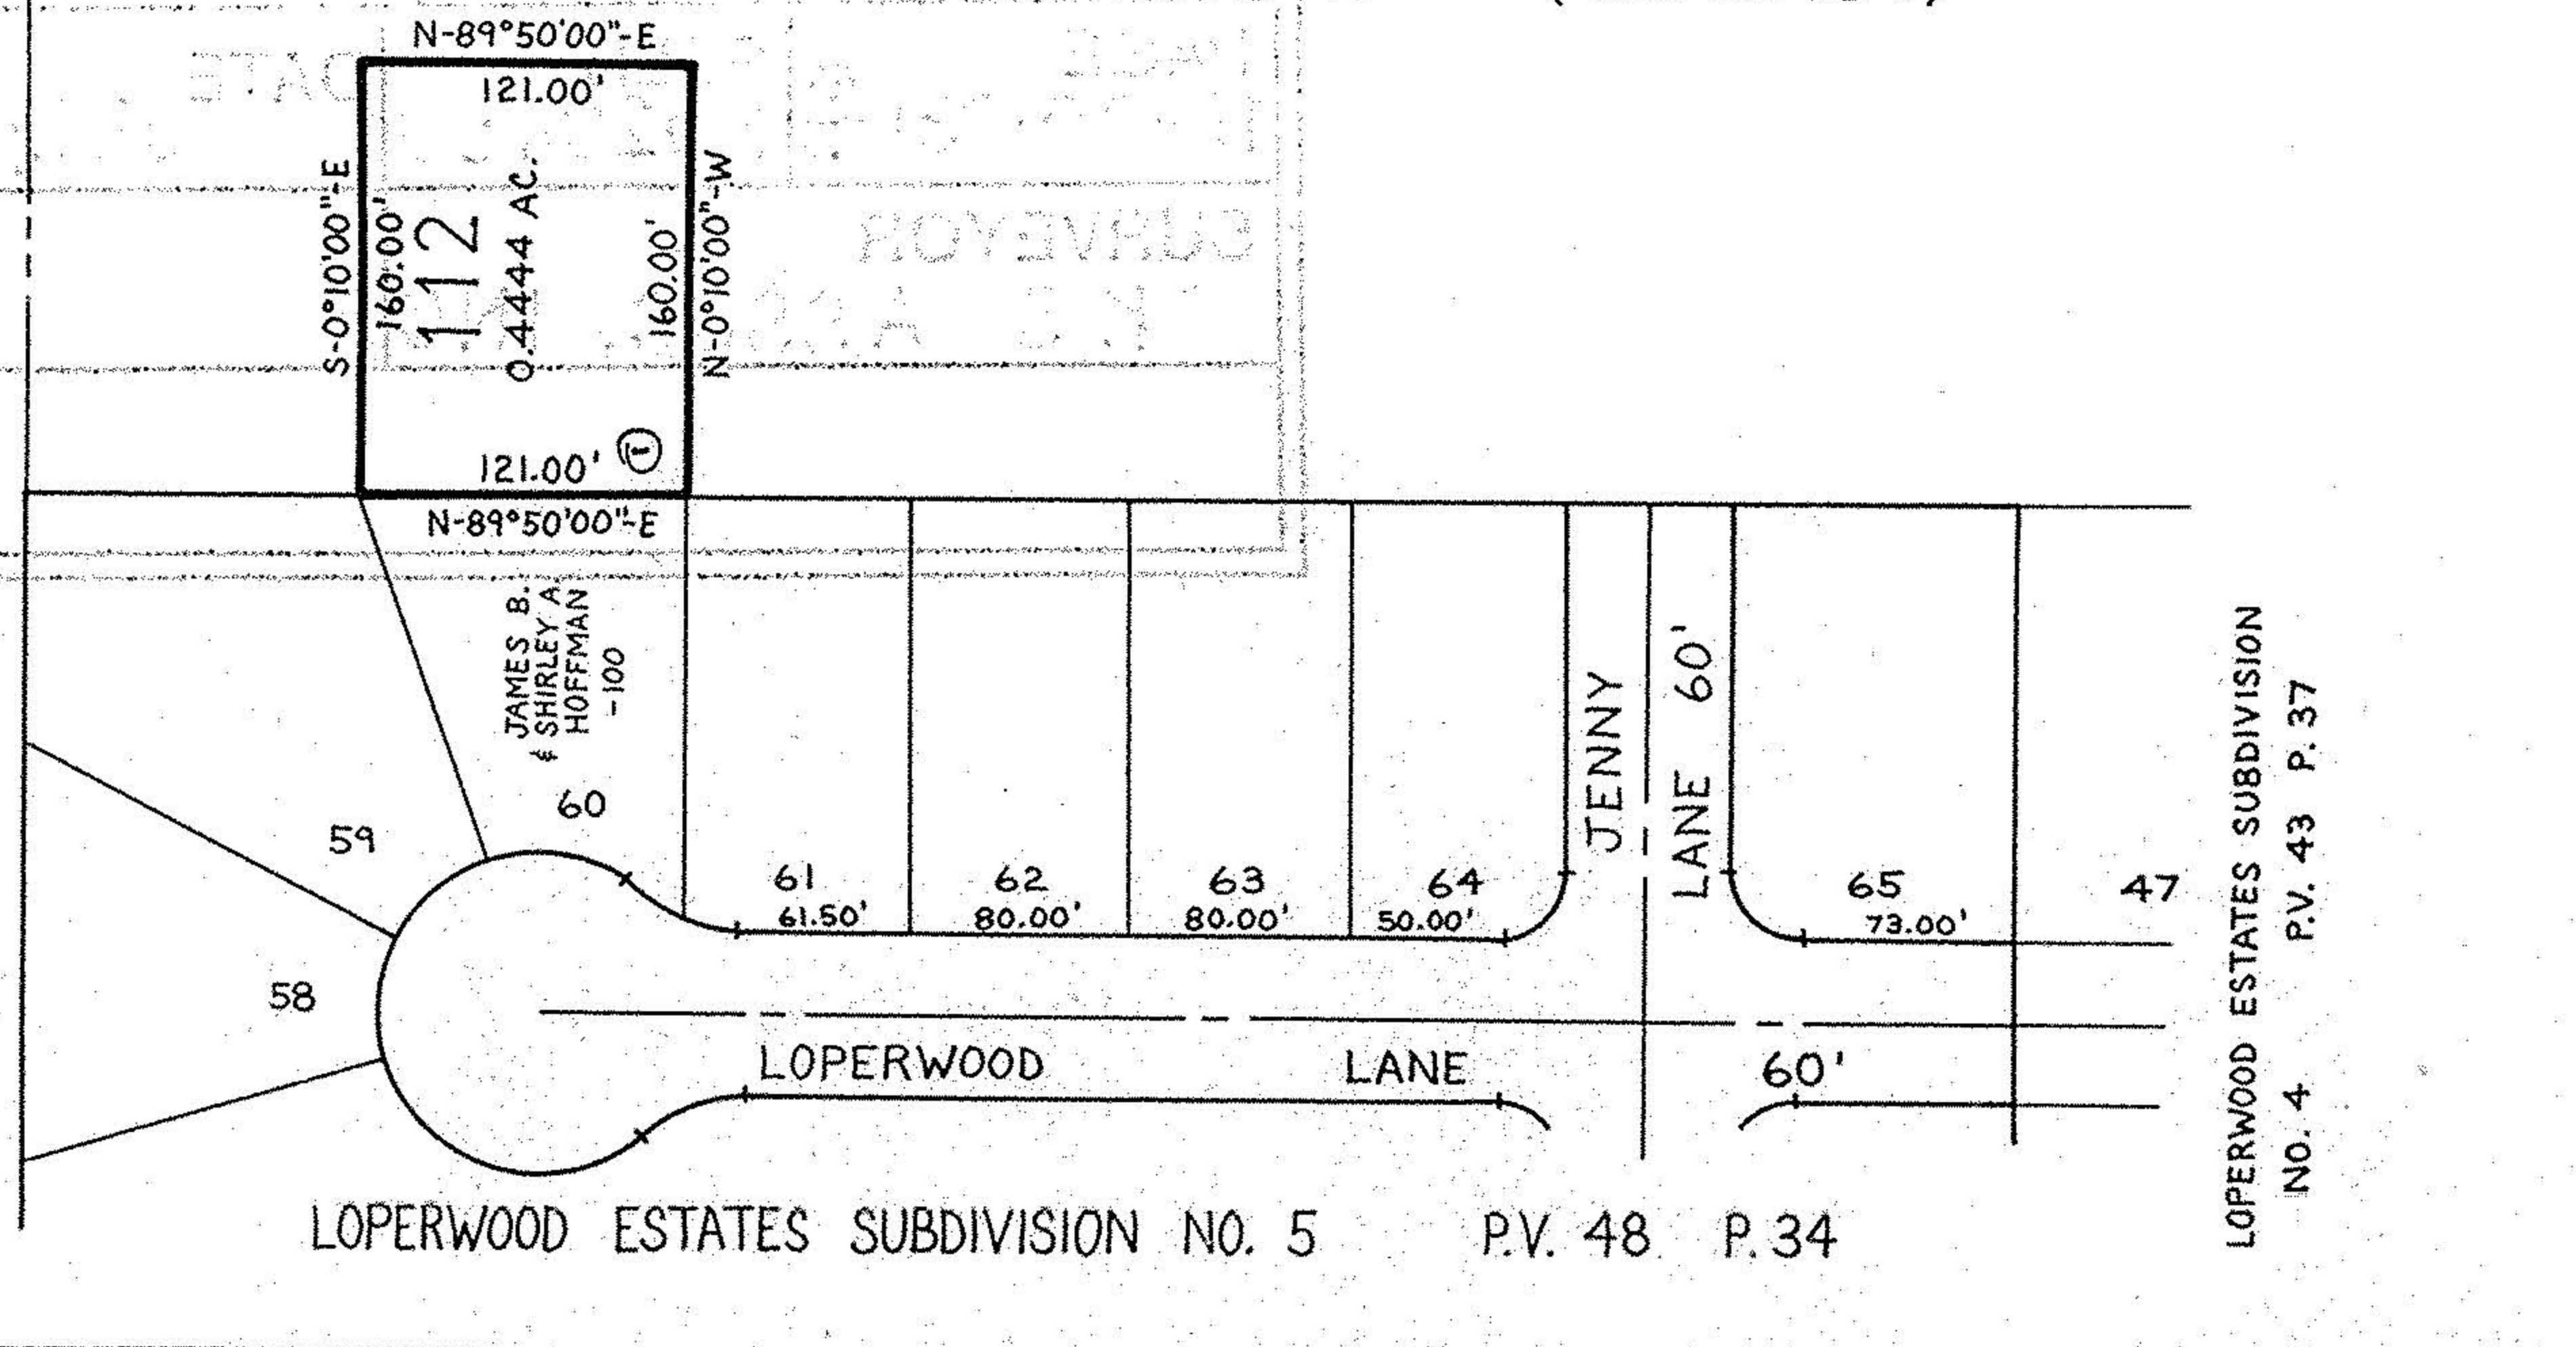 N-89°50'00"-E
121.00'
S-0°10'00"-E
160.00'
112
0.4444 AC.
160.00'
N-0°10'00"-W
121.00'
1
N-89°50'00"-E
JAMES B.
& SHIRLEY A.
HOFFMAN
-100
59
60
58
61
61.50'
62
80.00'
63
80.00'
64
50.00'
JENNY
LANE 60'
65
73.00'
47
LOPERWOOD LANE 60'
LOPERWOOD ESTATES SUBDIVISION NO. 5 P.V. 48 P. 34
LOPERWOOD ESTATES SUBDIVISION
NO. 4 P.V. 43 P. 37
DATE
SURVEYOR